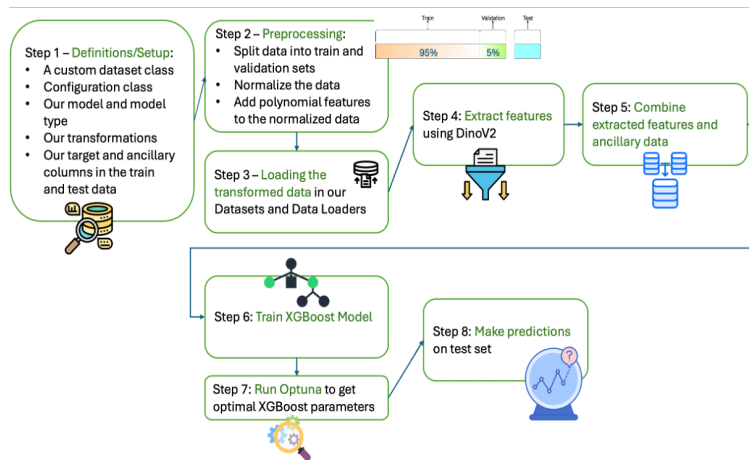 Step 1 – Definitions/Setup:
• A custom dataset class
• Configuration class
• Our model and model
type
• Our transformations
• Our target and ancillary
columns in the train
and test data
Step 2 – Preprocessing:
• Split data into train and
validation sets
• Normalize the data
• Add polynomial features
to the normalized data
Train
Validation
Test
95%
5%
Step 3 – Loading the
transformed data in our
Datasets and Data Loaders
Step 4: Extract features
using DinoV2
Step 5: Combine
extracted features and
ancillary data
Step 6: Train XGBoost Model
Step 7: Run Optuna to get
optimal XGBoost parameters
Step 8: Make predictions
on test set
?